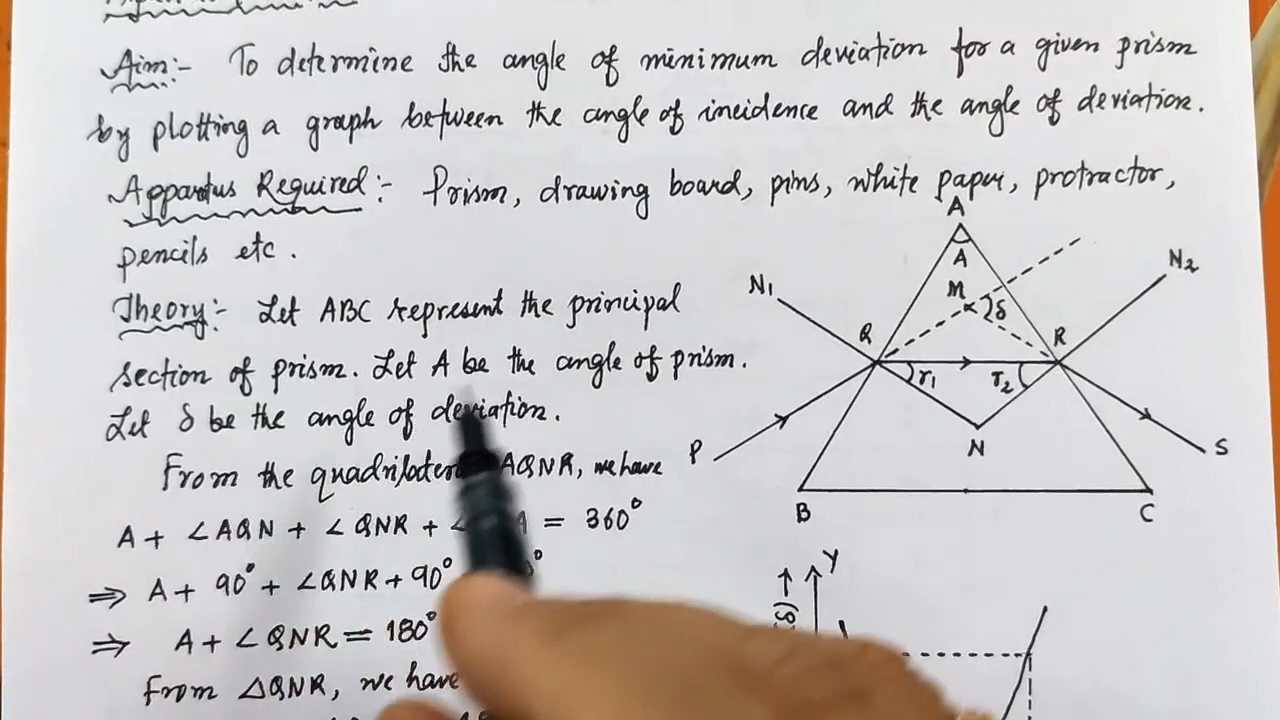 Aim:- To determine the angle of minimum deviation for a given prism
by plotting a graph between the angle of incidence and the angle of deviation.
Apparatus Required:- Prism, drawing board, pins, white paper, protractor,
pencils etc.
Theory:- Let ABC represent the principal
section of prism. Let A be the angle of prism.
Let δ be the angle of deviation.
From the AQNR, we have
A + ∠AQN + ∠QNR + ∠ = 360°
⇒ A + 90° + ∠QNR + 90°
⇒ A + ∠QNR = 180°
From △QNR, we have
A
A
M
δ
N1
N2
Q
R
r1
r2
P
N
S
B
C
Y
(δ) →